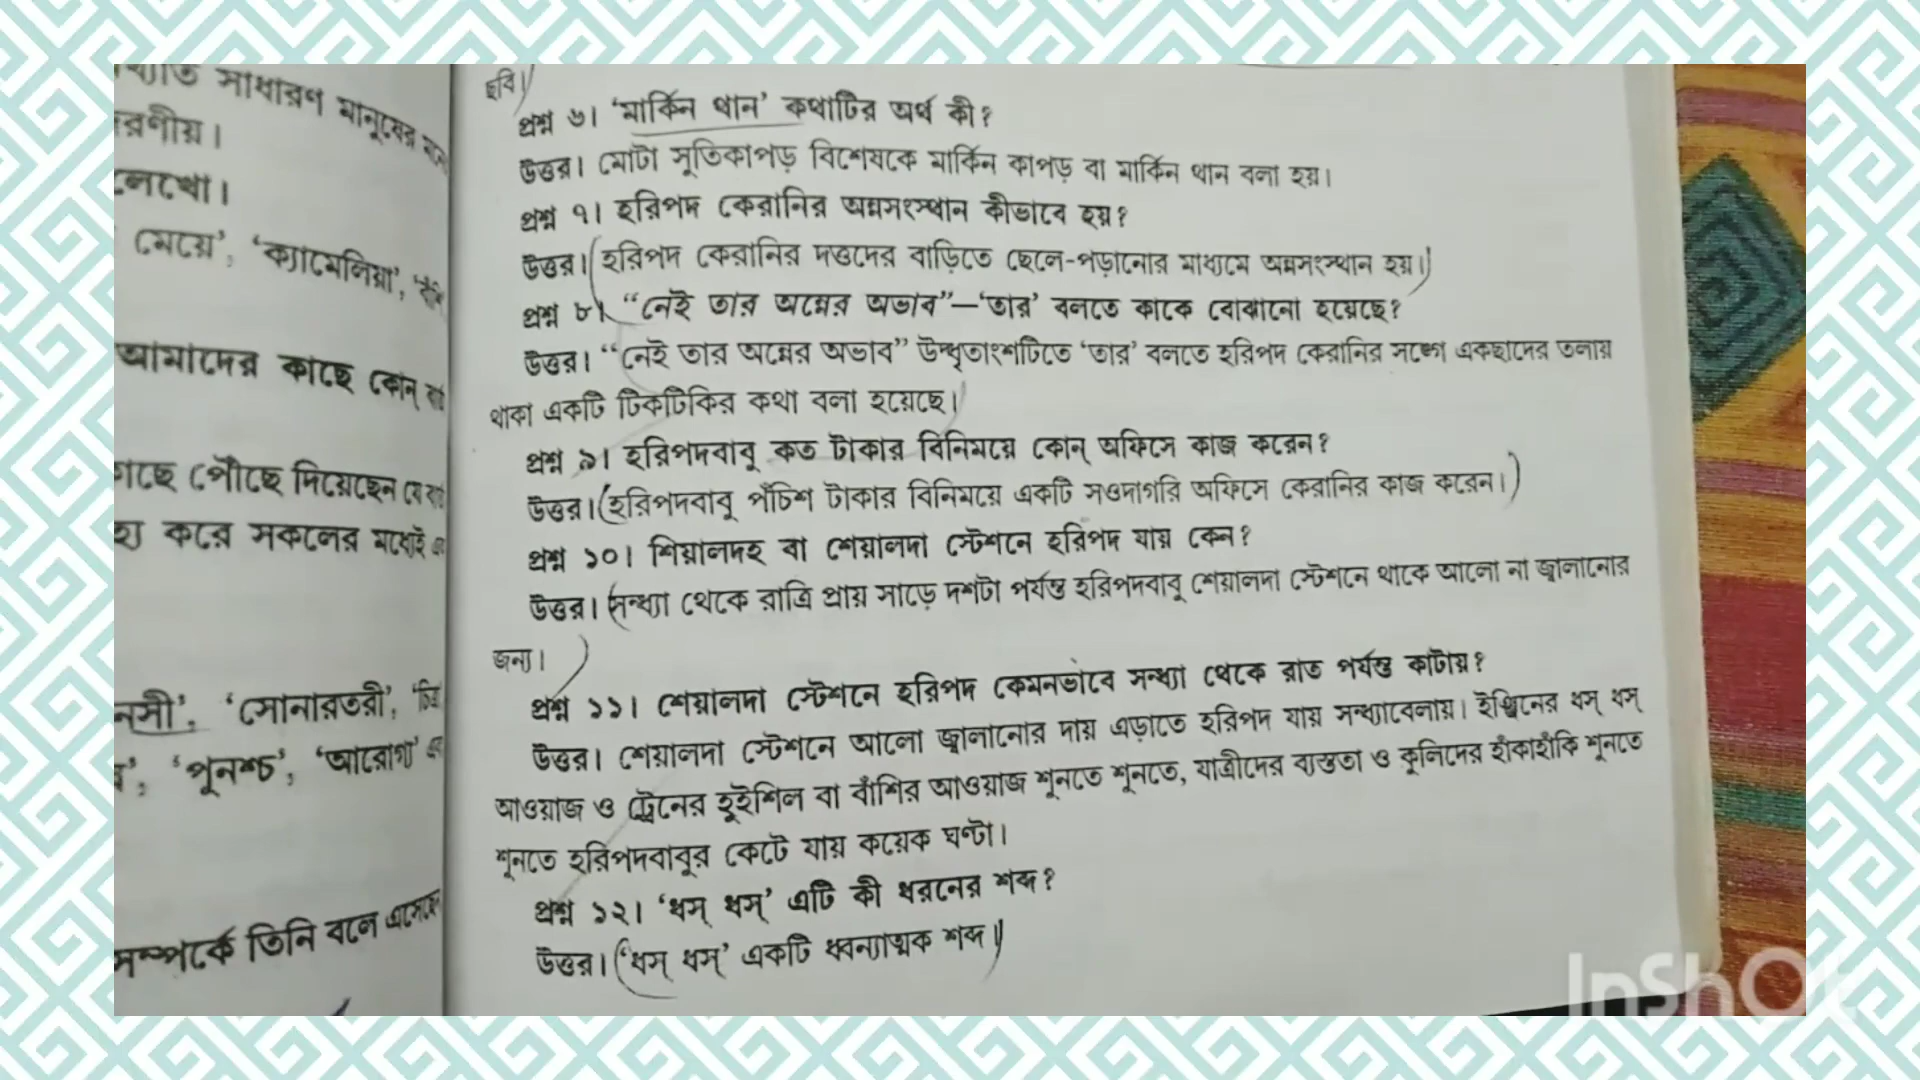 সাধারণ মানুষের
রণীয়।
লেখো।
মেয়ে', 'ক্যামেলিয়া',
আমাদের কাছে কোন্
কাছে পৌঁছে দিয়েছেন যে
করে সকলের মধ্যেই
নসী', 'সোনারতরী',
'পুনশ্চ', 'আরোগ্য'
সম্পর্কে তিনি বলে
ছবি।
প্রশ্ন ৬। 'মার্কিন থান' কথাটির অর্থ কী?
উত্তর। মোটা সুতিকাপড় বিশেষকে মার্কিন কাপড় বা মার্কিন থান বলা হয়।
প্রশ্ন ৭। হরিপদ কেরানির অন্নসংস্থান কীভাবে হয়?
উত্তর। (হরিপদ কেরানির দত্তদের বাড়িতে ছেলে-পড়ানোর মাধ্যমে অন্নসংস্থান হয়।)
প্রশ্ন ৮। "নেই তার অন্নের অভাব"—'তার' বলতে কাকে বোঝানো হয়েছে?
উত্তর। "নেই তার অন্নের অভাব" উদ্ধৃতাংশটিতে 'তার' বলতে হরিপদ কেরানির সঙ্গে একছাদের তলায়
থাকা একটি টিকটিকির কথা বলা হয়েছে।
প্রশ্ন ৯। হরিপদবাবু কত টাকার বিনিময়ে কোন্ অফিসে কাজ করেন?
উত্তর। (হরিপদবাবু পঁচিশ টাকার বিনিময়ে একটি সওদাগরি অফিসে কেরানির কাজ করেন।)
প্রশ্ন ১০। শিয়ালদহ বা শেয়ালদা স্টেশনে হরিপদ যায় কেন?
উত্তর। (সন্ধ্যা থেকে রাত্রি প্রায় সাড়ে দশটা পর্যন্ত হরিপদবাবু শেয়ালদা স্টেশনে থাকে আলো না জ্বালানোর
জন্য।)
প্রশ্ন ১১। শেয়ালদা স্টেশনে হরিপদ কেমনভাবে সন্ধ্যা থেকে রাত পর্যন্ত কাটায়?
উত্তর। শেয়ালদা স্টেশনে আলো জ্বালানোর দায় এড়াতে হরিপদ যায় সন্ধ্যাবেলায়। ইঞ্জিনের ধস্ ধস্
আওয়াজ ও ট্রেনের হুইশিল বা বাঁশির আওয়াজ শুনতে শুনতে, যাত্রীদের ব্যস্ততা ও কুলিদের হাঁকাহাঁকি শুনতে
শুনতে হরিপদবাবুর কেটে যায় কয়েক ঘণ্টা।
প্রশ্ন ১২। 'ধস্ ধস্' এটি কী ধরনের শব্দ?
উত্তর। ('ধস্ ধস্' একটি ধ্বন্যাত্মক শব্দ।)
InShOt